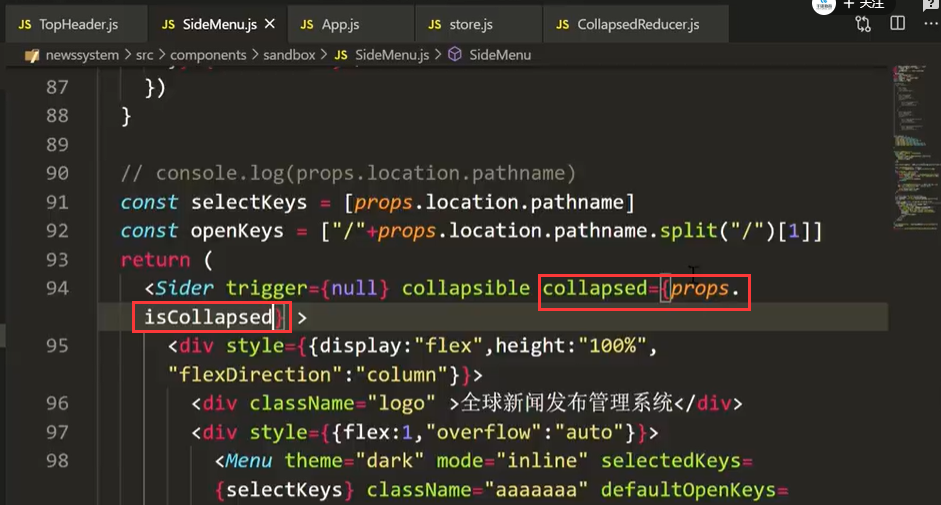 关注
JS TopHeader.js
JS SideMenu.js ×
JS App.js
JS store.js
JS CollapsedReducer.js
newssystem > src > components > sandbox > JS SideMenu.js > SideMenu
87 })
88 }
89
90 // console.log(props.location.pathname)
91 const selectKeys = [props.location.pathname]
92 const openKeys = ["/"+props.location.pathname.split("/")[1]]
93 return (
94 <Sider trigger={null} collapsible collapsed={props.
isCollapsed} >
95 <div style={{display:"flex",height:"100%",
"flexDirection":"column"}}>
96 <div className="logo" >全球新闻发布管理系统</div>
97 <div style={{flex:1,"overflow":"auto"}}>
98 <Menu theme="dark" mode="inline" selectedKeys=
{selectKeys} className="aaaaaaa" defaultOpenKeys=